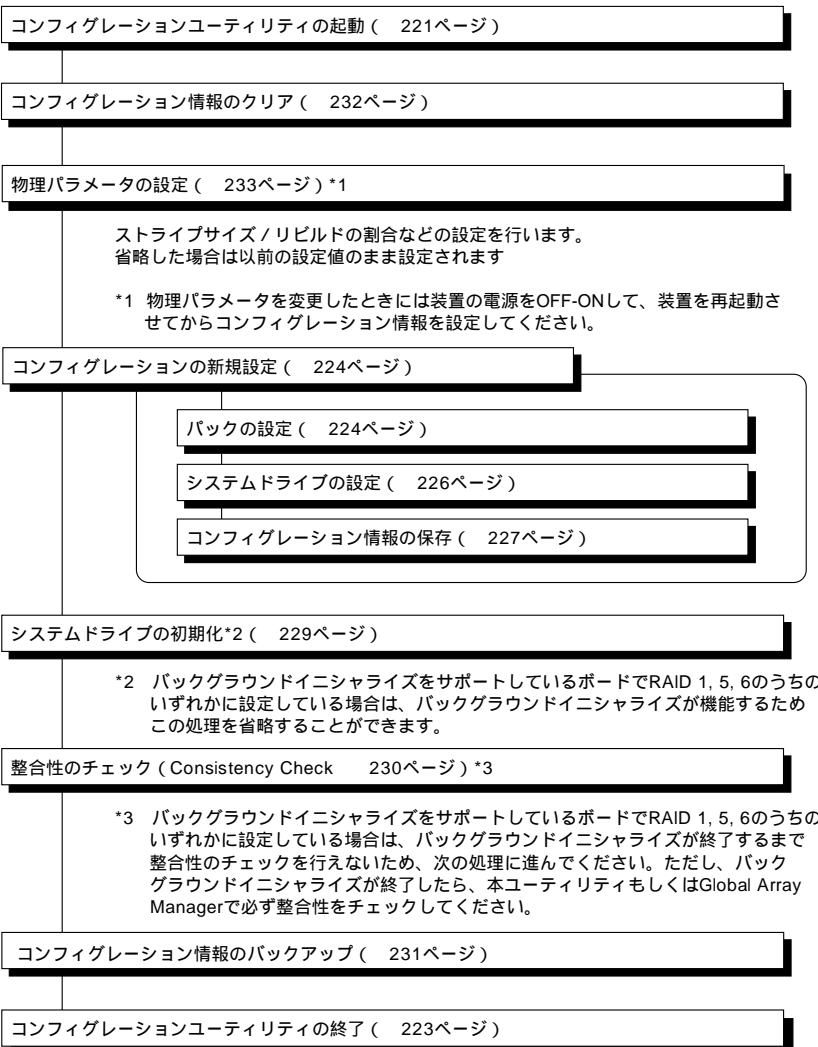 コンフィグレーションユーティリティの起動（　221ページ）
コンフィグレーション情報のクリア（　232ページ）
物理パラメータの設定（　233ページ）*1
ストライプサイズ／リビルドの割合などの設定を行います。
省略した場合は以前の設定値のまま設定されます
*1 物理パラメータを変更したときには装置の電源をOFF-ONして、装置を再起動さ
せてからコンフィグレーション情報を設定してください。
コンフィグレーションの新規設定（　224ページ）
パックの設定（　224ページ）
システムドライブの設定（　226ページ）
コンフィグレーション情報の保存（　227ページ）
システムドライブの初期化*2（　229ページ）
*2　バックグラウンドイニシャライズをサポートしているボードでRAID 1, 5, 6のうちの
いずれかに設定している場合は、バックグラウンドイニシャライズが機能するため
この処理を省略することができます。
整合性のチェック（Consistency Check　　230ページ）*3
*3　バックグラウンドイニシャライズをサポートしているボードでRAID 1, 5, 6のうちの
いずれかに設定している場合は、バックグラウンドイニシャライズが終了するまで
整合性のチェックを行えないため、次の処理に進んでください。ただし、バック
グラウンドイニシャライズが終了したら、本ユーティリティもしくはGlobal Array
Managerで必ず整合性をチェックしてください。
コンフィグレーション情報のバックアップ（　231ページ）
コンフィグレーションユーティリティの終了（　223ページ）